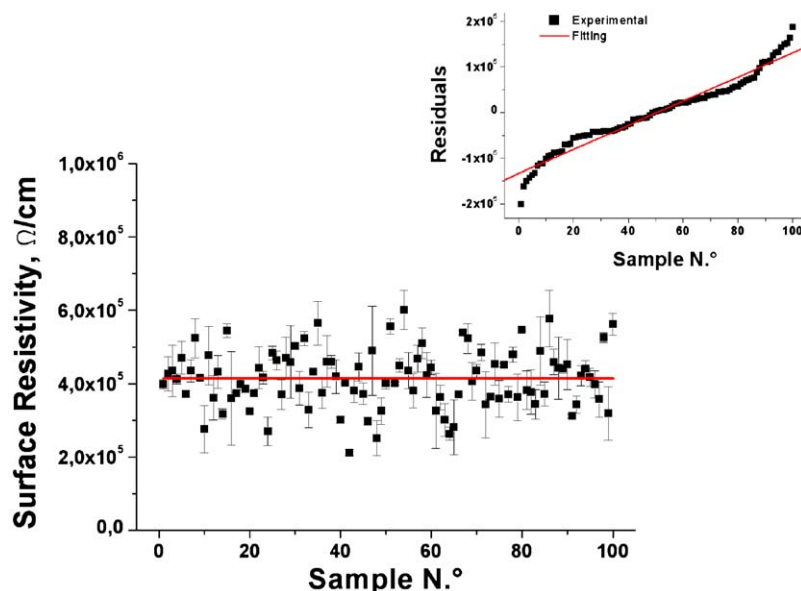 Experimental
Fitting
2x10⁵
1x10⁵
0
-1x10⁵
-2x10⁵
Residuals
0 20 40 60 80 100
Sample N.°
1,0x10⁶
8,0x10⁵
6,0x10⁵
4,0x10⁵
2,0x10⁵
0,0
Surface Resistivity, Ω/cm
0 20 40 60 80 100
Sample N.°